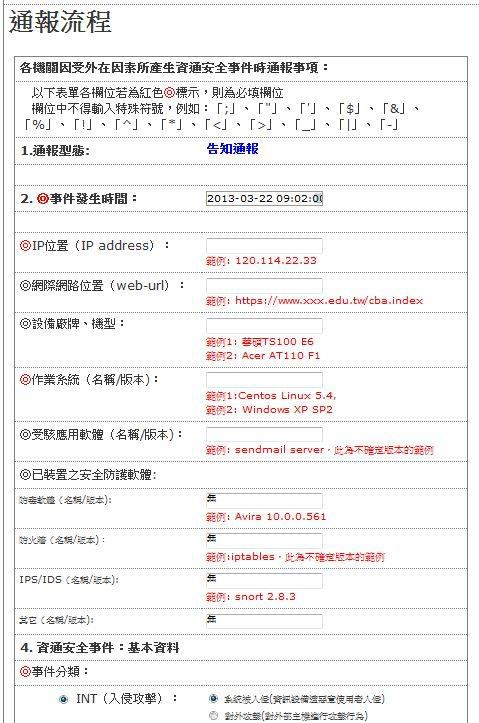 通報流程
各機關因受外在因素所產生資通安全事件時通報事項：
以下表單各欄位若為紅色◎標示，則為必填欄位
欄位中不得輸入特殊符號，例如：「;」、「"」、「'」、「$」、「&」、
「%」、「!」、「^」、「*」、「<」、「>」、「_」、「|」、「-」
1.通報型態: 告知通報
2. ◎事件發生時間： 2013-03-22 09:02:00
◎IP位置（IP address）：
範例: 120.114.22.33
◎網際網路位置（web-url）：
範例: https://www.xxx.edu.tw/cba.index
◎設備廠牌、機型：
範例1: 華碩TS100 E6
範例2: Acer AT110 F1
◎作業系統（名稱/版本)：
範例1:Centos Linux 5.4,
範例2: Windows XP SP2
◎受駭應用軟體（名稱/版本)：
範例: sendmail server，此為不確定版本的範例
◎已裝置之安全防護軟體:
防毒軟體（名稱/版本): 無
範例: Avira 10.0.0.561
防火牆（名稱/版本)： 無
範例:iptables，此為不確定版本的範例
IPS/IDS（名稱/版本): 無
範例: snort 2.8.3
其它（名稱/版本): 無
4. 資通安全事件：基本資料
◎事件分類：
INT（入侵攻擊）： 系統被入侵(資訊設備遭惡意使用者入侵)
對外攻擊(對外部主機進行攻擊行為)